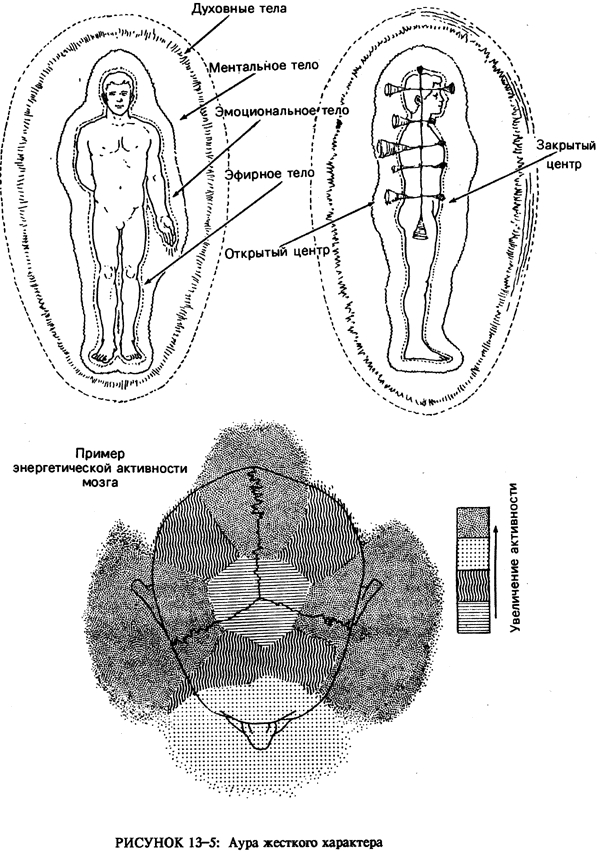 Духовные тела
Ментальное тело
Эмоциональное тело
Эфирное тело
Закрытый
центр
Открытый центр
Пример
энергетической активности
мозга
Увеличение активности
РИСУНОК 13–5: Аура жесткого характера